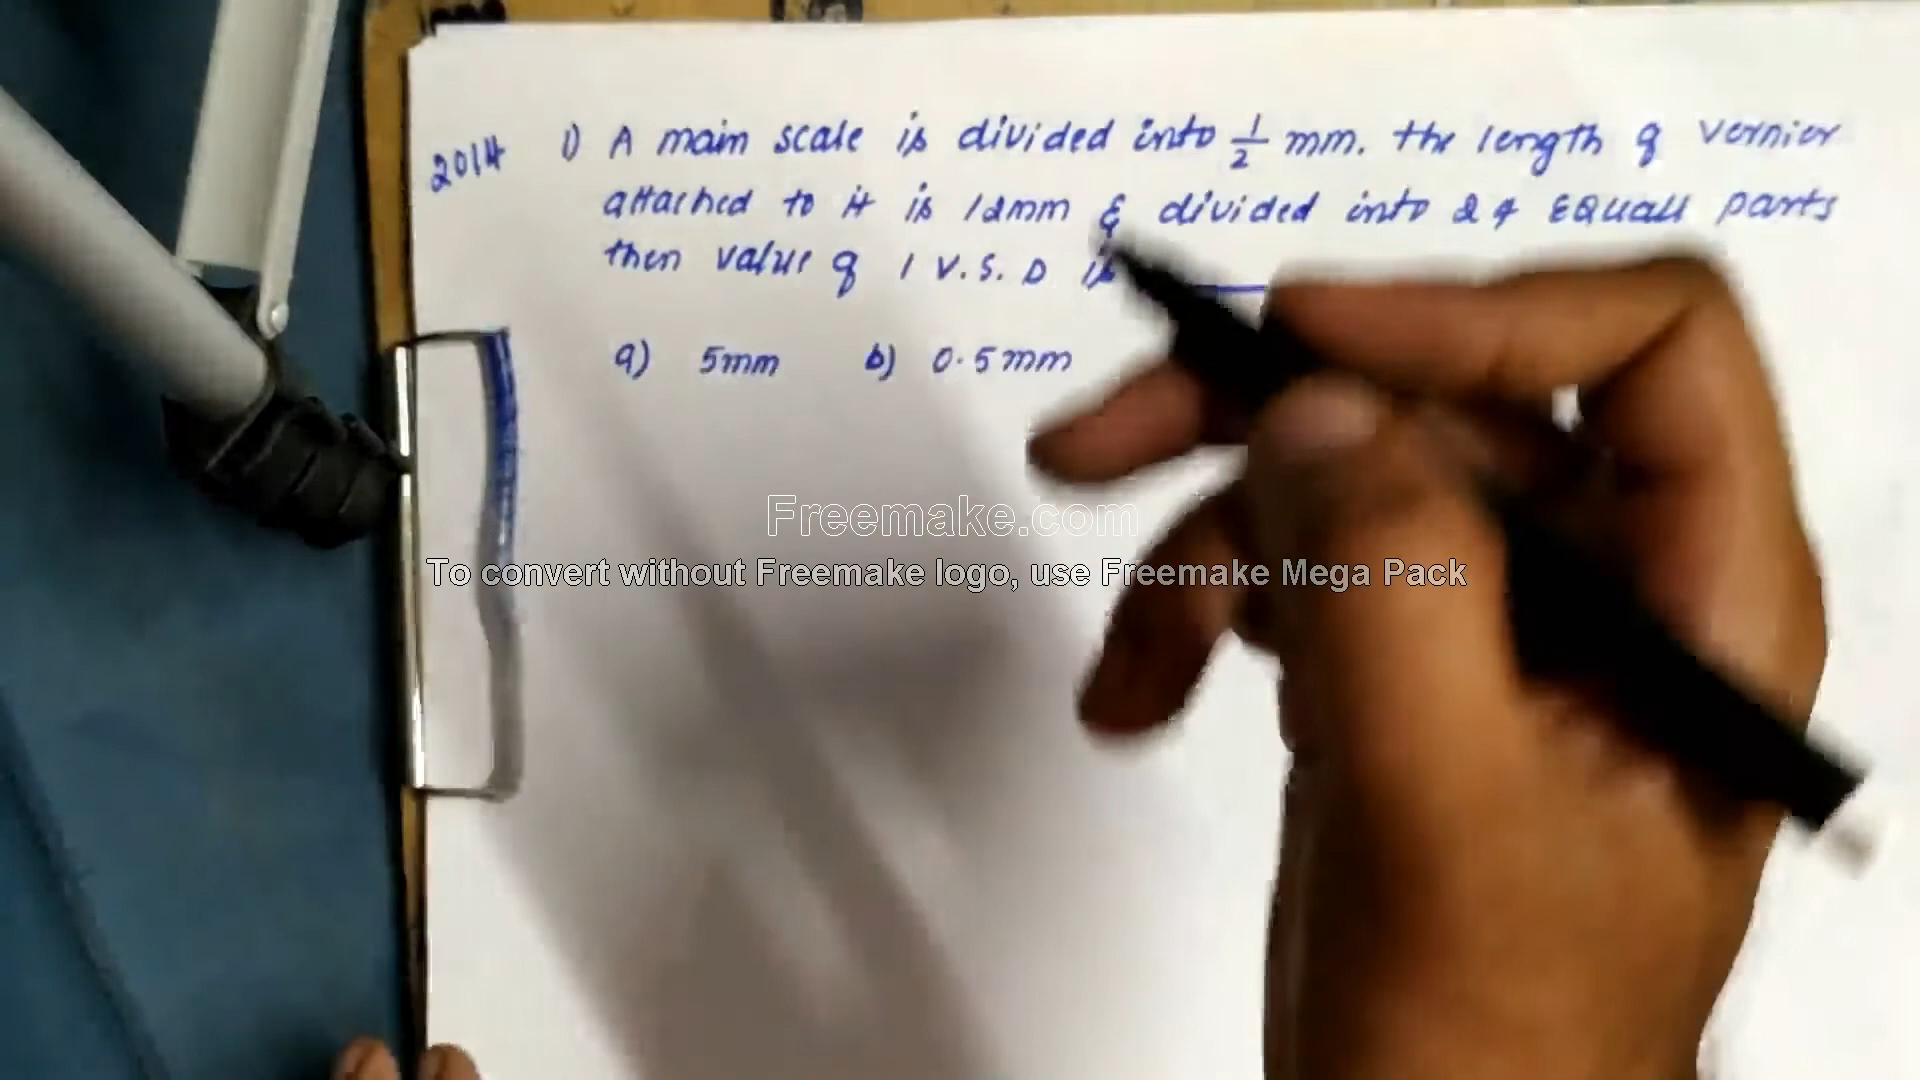 2014 1) A main scale is divided into 1/2 mm. the length of vernier
attached to it is 12mm & divided into 24 Equall parts
then value of 1 V.S.D is
a) 5mm b) 0.5mm
Freemake.com
To convert without Freemake logo, use Freemake Mega Pack